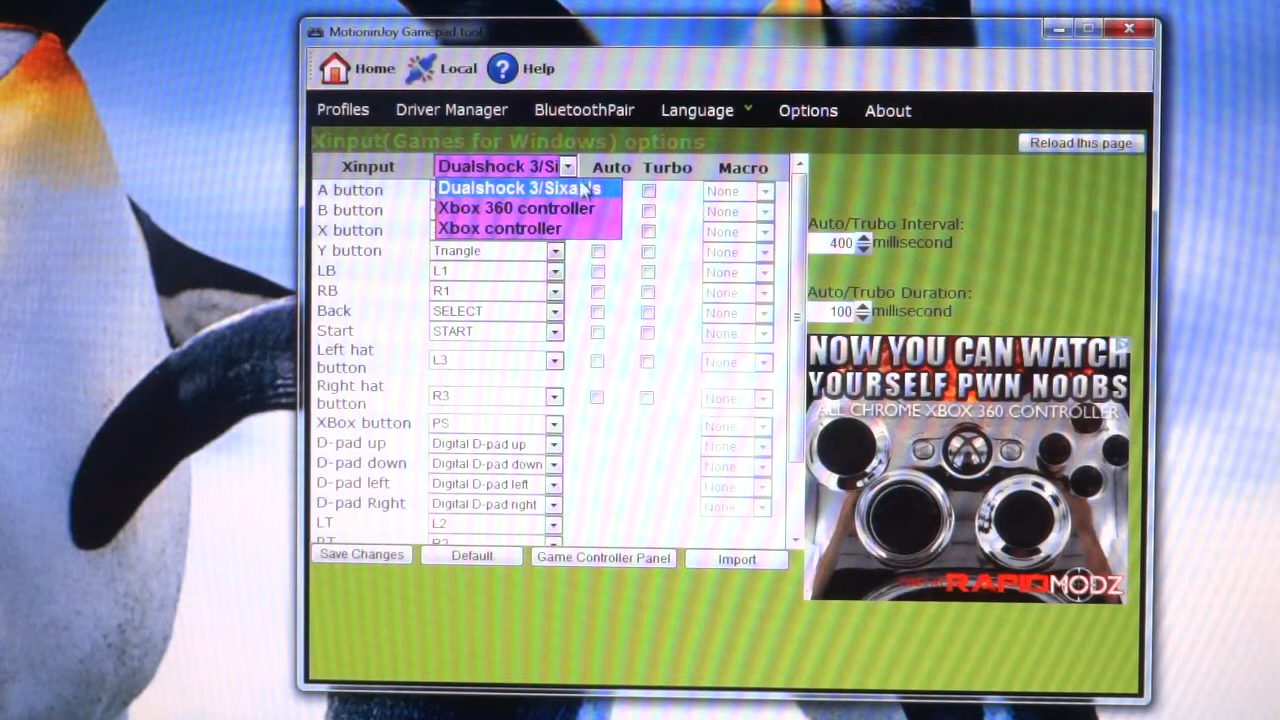 MotioninJoy Gamepad tool
Home Local Help
Profiles Driver Manager BluetoothPair Language Options About
Xinput(Games for Windows) options Reload this page
Xinput Dualshock 3/Si Auto Turbo Macro
A button Dualshock 3/Sixaxis None
B button Xbox 360 controller None
X button Xbox controller None
Y button Triangle None
LB L1 None
RB R1 None
Back SELECT None
Start START None
Left hat button L3 None
Right hat button R3 None
XBox button PS None
D-pad up Digital D-pad up None
D-pad down Digital D-pad down None
D-pad left Digital D-pad left None
D-pad Right Digital D-pad right None
LT L2
RT R2
Save Changes Default Game Controller Panel Import
Auto/Trubo Interval:
400 millisecond
Auto/Trubo Duration:
100 millisecond
NOW YOU CAN WATCH
YOURSELF PWN NOOBS
ALL CHROME XBOX 360 CONTROLLER
RAPIDMODZ